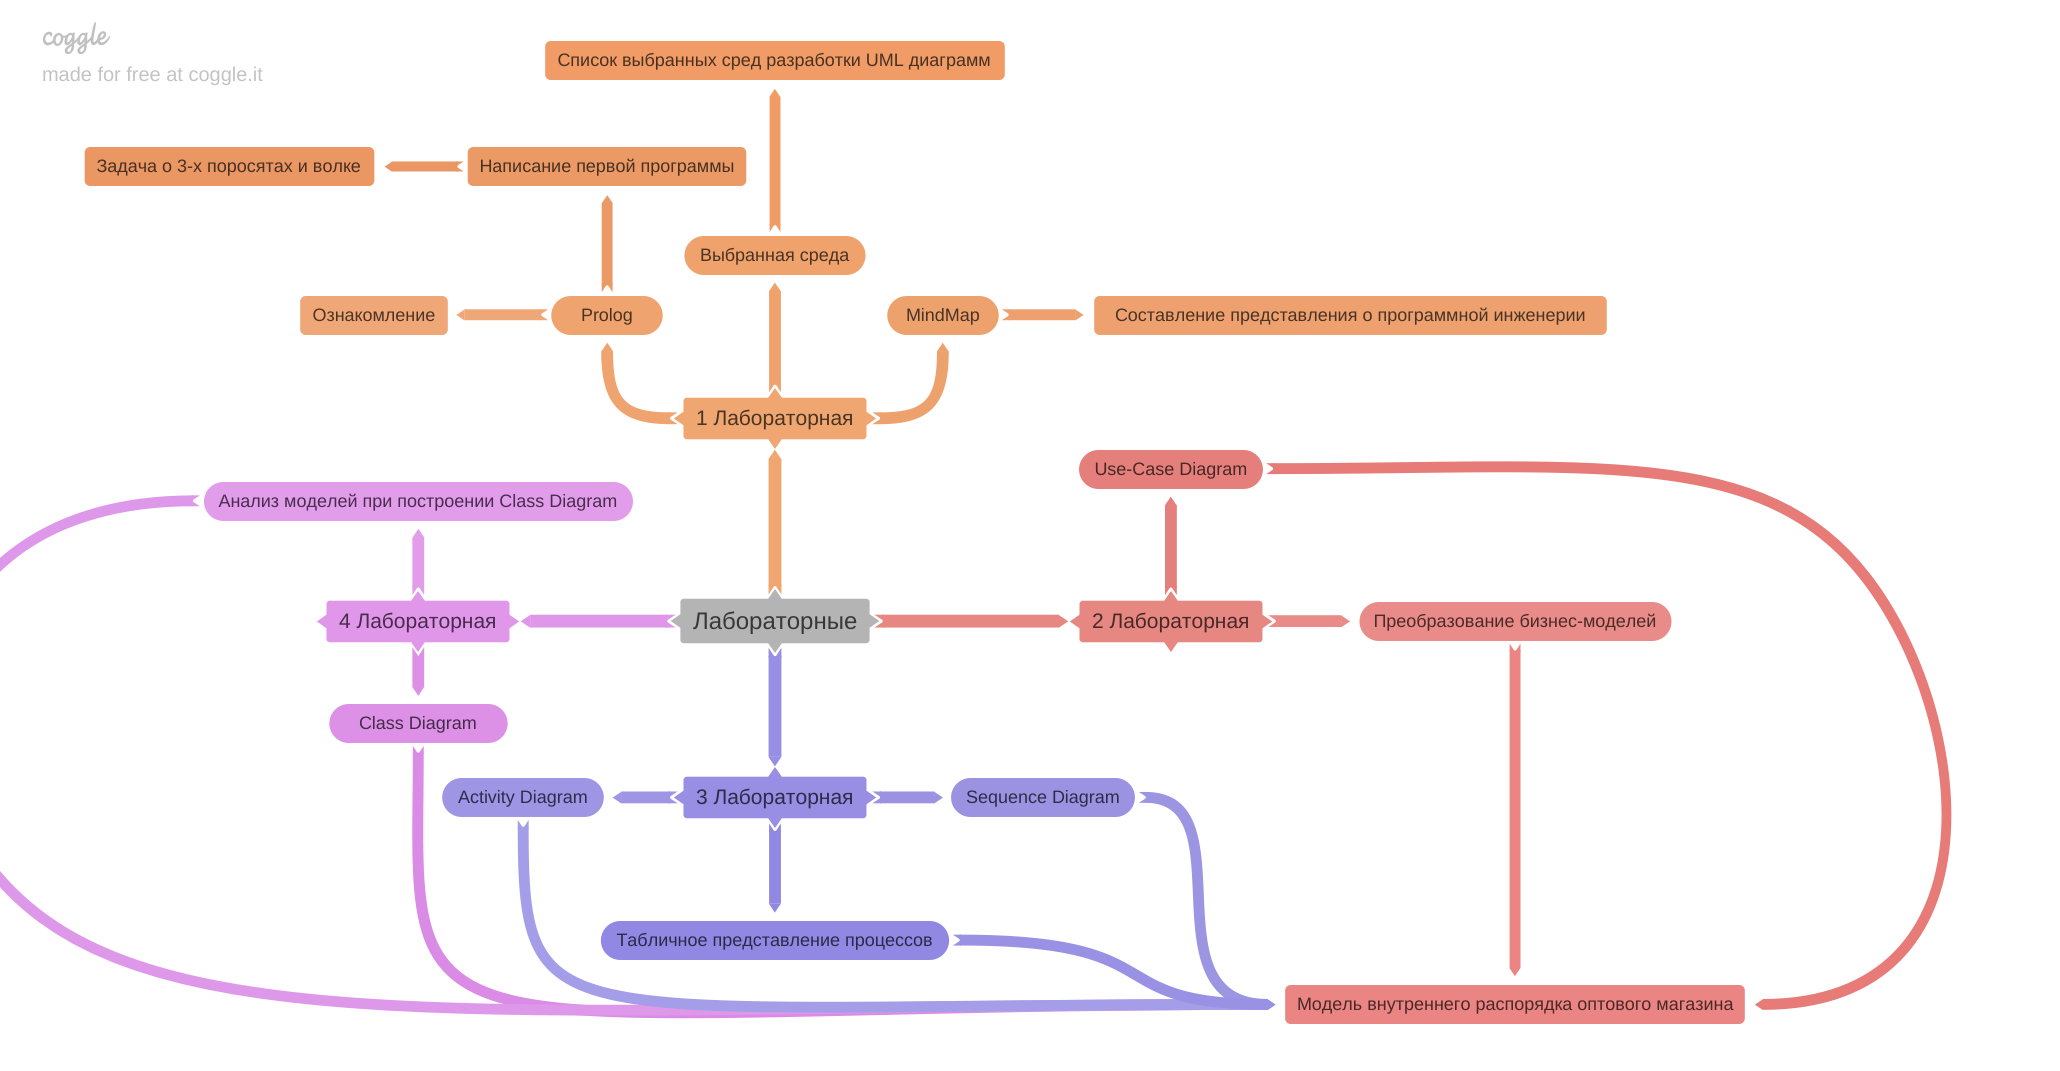 coggle
made for free at coggle.it
Список выбранных сред разработки UML диаграмм
Задача о 3-х поросятах и волке
Написание первой программы
Выбранная среда
Ознакомление
Prolog
MindMap
Составление представления о программной инженерии
1 Лабораторная
Use-Case Diagram
Анализ моделей при построении Class Diagram
4 Лабораторная
Лабораторные
2 Лабораторная
Преобразование бизнес-моделей
Class Diagram
Activity Diagram
3 Лабораторная
Sequence Diagram
Табличное представление процессов
Модель внутреннего распорядка оптового магазина